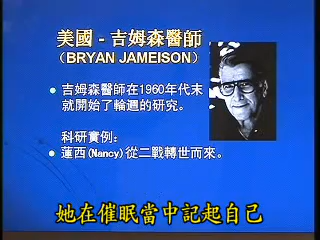 美國－吉姆森醫師
（BRYAN JAMEISON）
吉姆森醫師在1960年代末
就開始了輪迴的研究。
科研實例：
蓮西(Nancy)從二戰轉世而來。
她在催眠當中記起自己